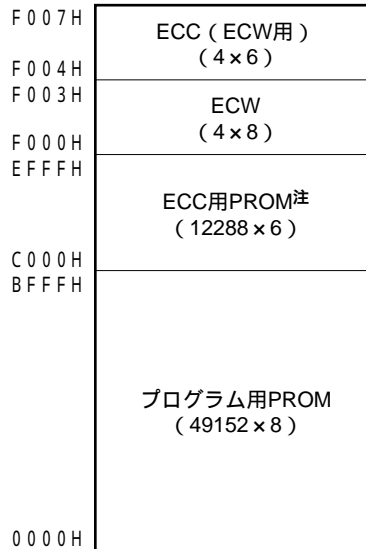 F007H
ECC（ECW用）
（4×6）
F004H
F003H
ECW
（4×8）
F000H
EFFFH
ECC用PROM注
（12288×6）
C000H
BFFFH
プログラム用PROM
（49152×8）
0000H